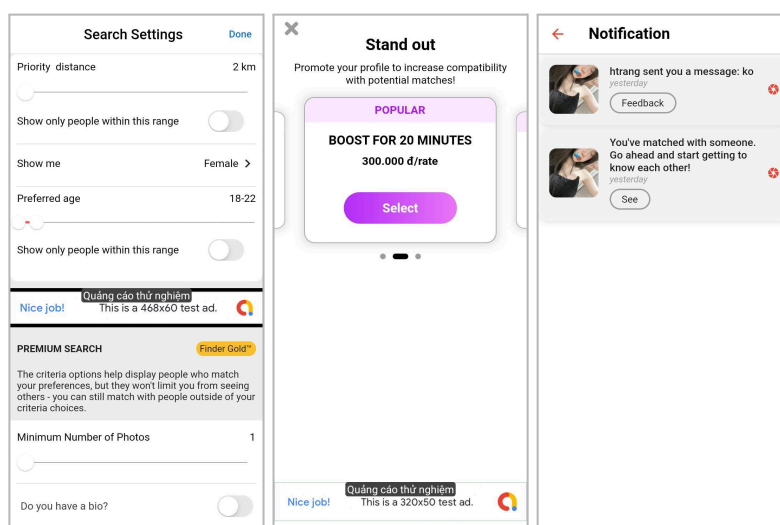 Search Settings
Done
Priority distance
2 km
Show only people within this range
Show me
Female >
Preferred age
18-22
Show only people within this range
Quảng cáo thử nghiệm
Nice job!
This is a 468x60 test ad.
PREMIUM SEARCH
Finder Gold™
The criteria options help display people who match
your preferences, but they won't limit you from seeing
others - you can still match with people outside of your
criteria choices.
Minimum Number of Photos
1
Do you have a bio?
Stand out
Promote your profile to increase compatibility
with potential matches!
POPULAR
BOOST FOR 20 MINUTES
300.000 đ/rate
Select
Quảng cáo thử nghiệm
Nice job!
This is a 320x50 test ad.
Notification
htrang sent you a message: ko
yesterday
Feedback
You've matched with someone.
Go ahead and start getting to
know each other!
yesterday
See